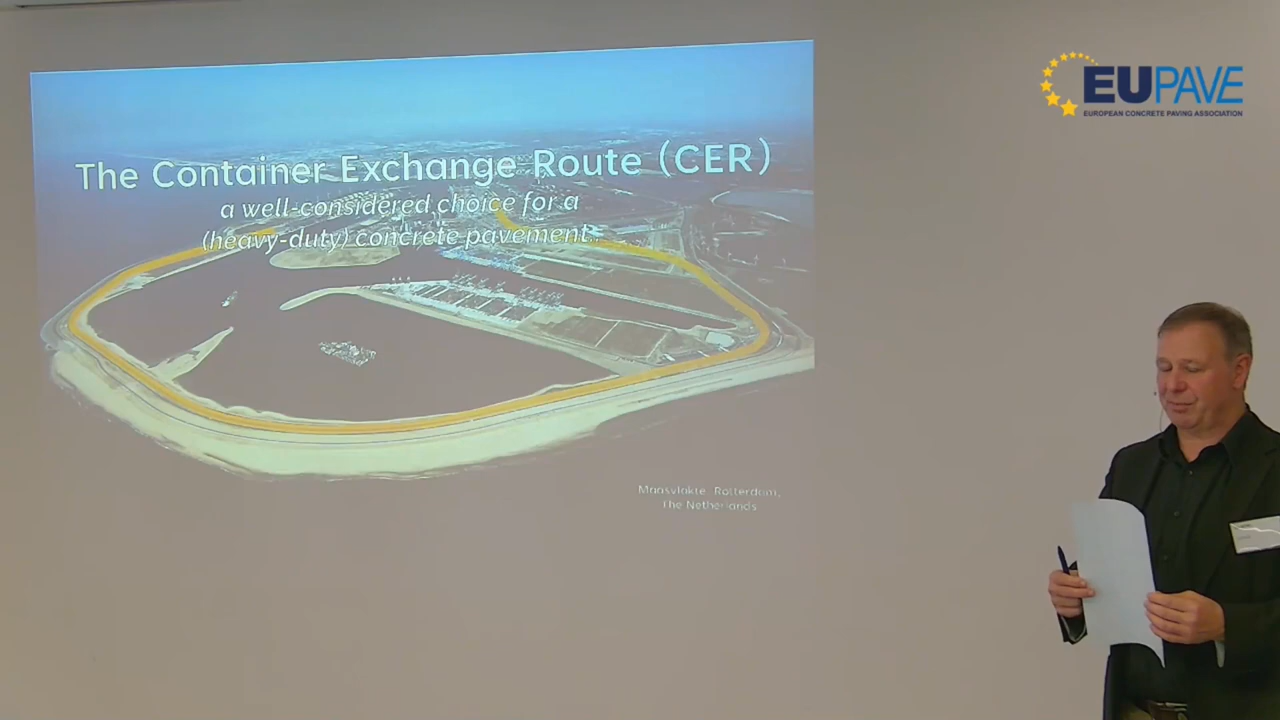 EUPAVE
EUROPEAN CONCRETE PAVING ASSOCIATION
The Container Exchange Route (CER)
a well-considered choice for a
(heavy-duty) concrete pavement..
Maasvlakte, Rotterdam,
The Netherlands